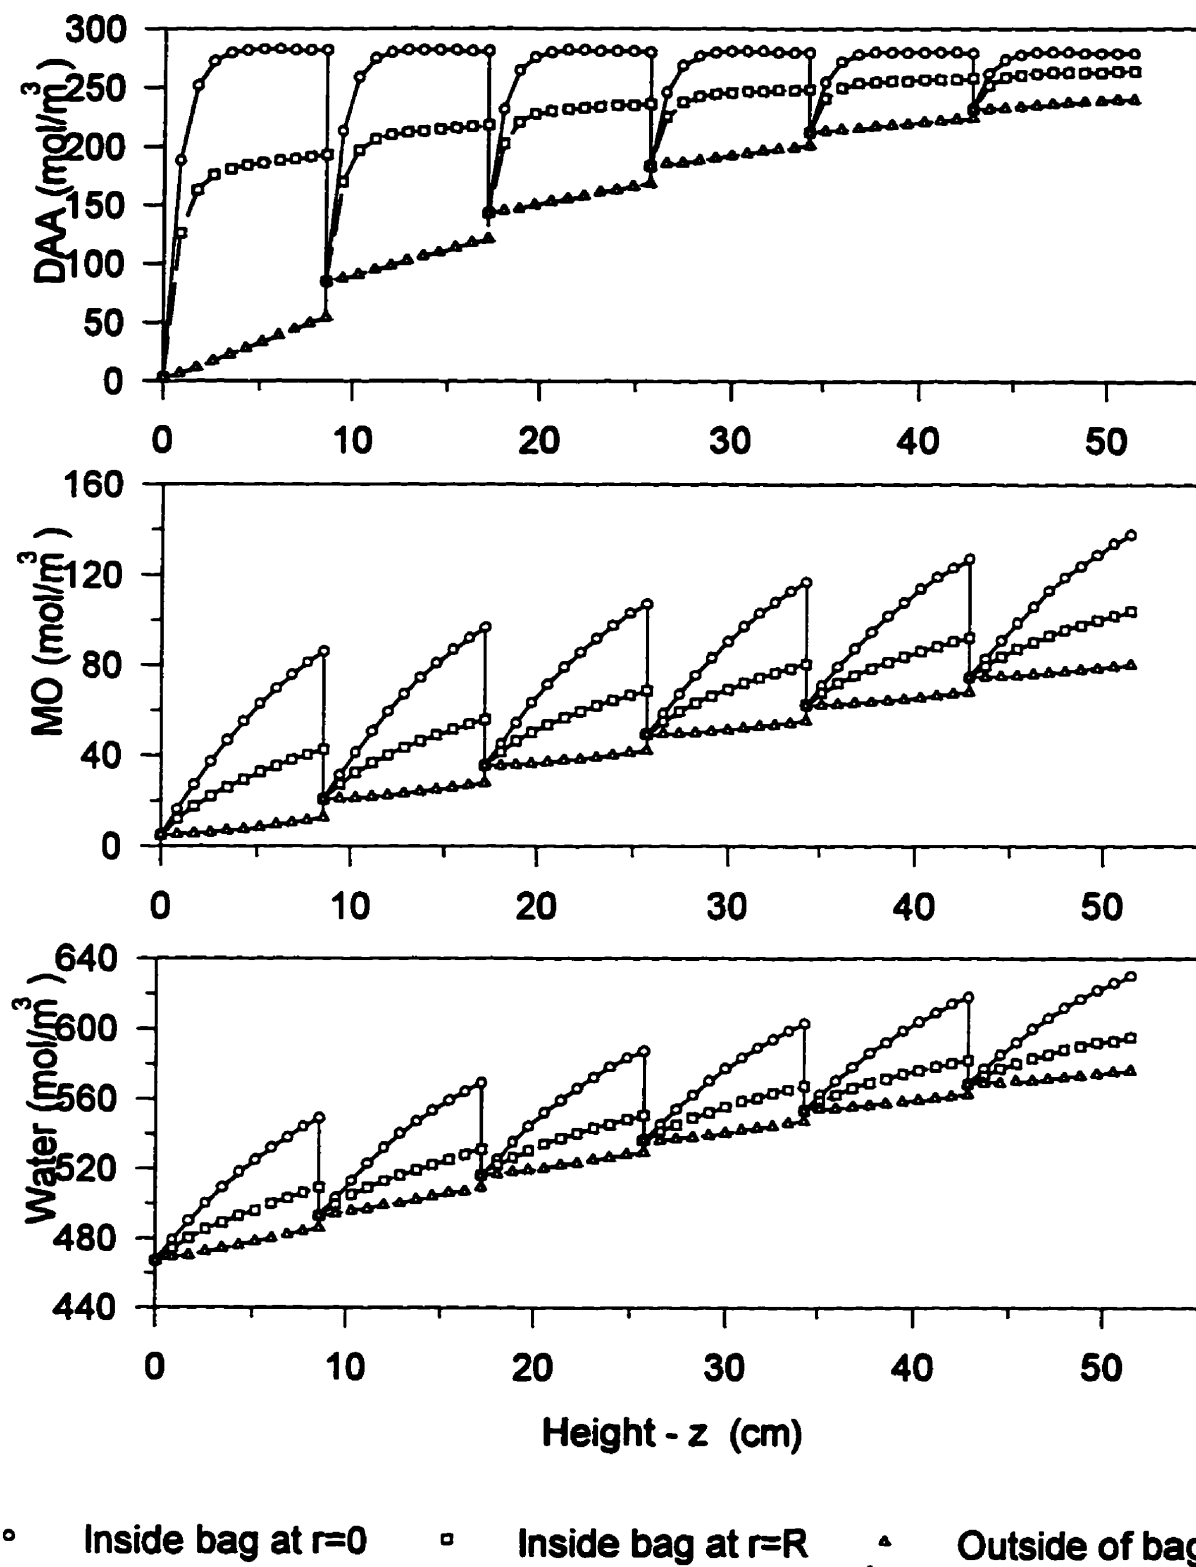 300
250
200
150
100
50
0
DAA (mol/m³)
0 10 20 30 40 50
160
120
80
40
0
MO (mol/m³)
0 10 20 30 40 50
640
600
560
520
480
440
Water (mol/m³)
0 10 20 30 40 50
Height - z (cm)
Inside bag at r=0 Inside bag at r=R Outside of bag